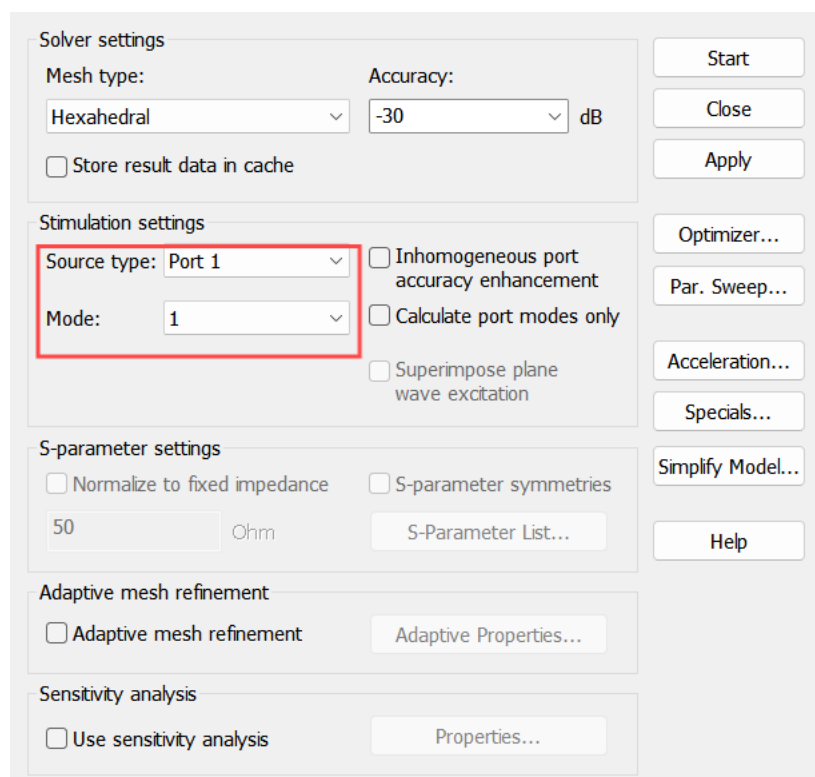 Solver settings
Mesh type:
Accuracy:
Hexahedral
-30
dB
Store result data in cache
Stimulation settings
Source type:
Port 1
Inhomogeneous port
accuracy enhancement
Mode:
1
Calculate port modes only
Superimpose plane
wave excitation
S-parameter settings
Normalize to fixed impedance
S-parameter symmetries
50
Ohm
S-Parameter List...
Adaptive mesh refinement
Adaptive mesh refinement
Adaptive Properties...
Sensitivity analysis
Use sensitivity analysis
Properties...
Start
Close
Apply
Optimizer...
Par. Sweep...
Acceleration...
Specials...
Simplify Model...
Help